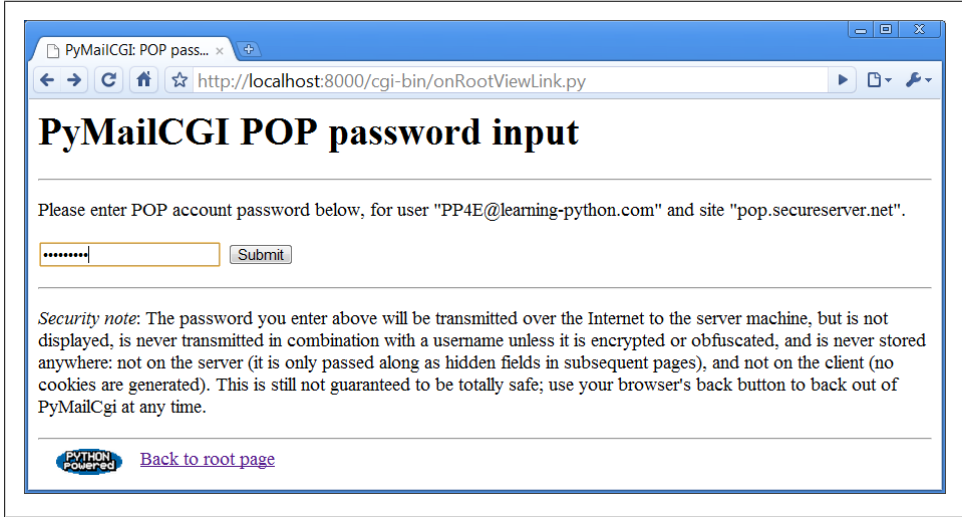 PyMailCGI: POP pass...
http://localhost:8000/cgi-bin/onRootViewLink.py
PyMailCGI POP password input
Please enter POP account password below, for user "PP4E@learning-python.com" and site "pop.secureserver.net".
••••••••• Submit
Security note: The password you enter above will be transmitted over the Internet to the server machine, but is not
displayed, is never transmitted in combination with a username unless it is encrypted or obfuscated, and is never stored
anywhere: not on the server (it is only passed along as hidden fields in subsequent pages), and not on the client (no
cookies are generated). This is still not guaranteed to be totally safe; use your browser's back button to back out of
PyMailCgi at any time.
PYTHON
Powered
Back to root page